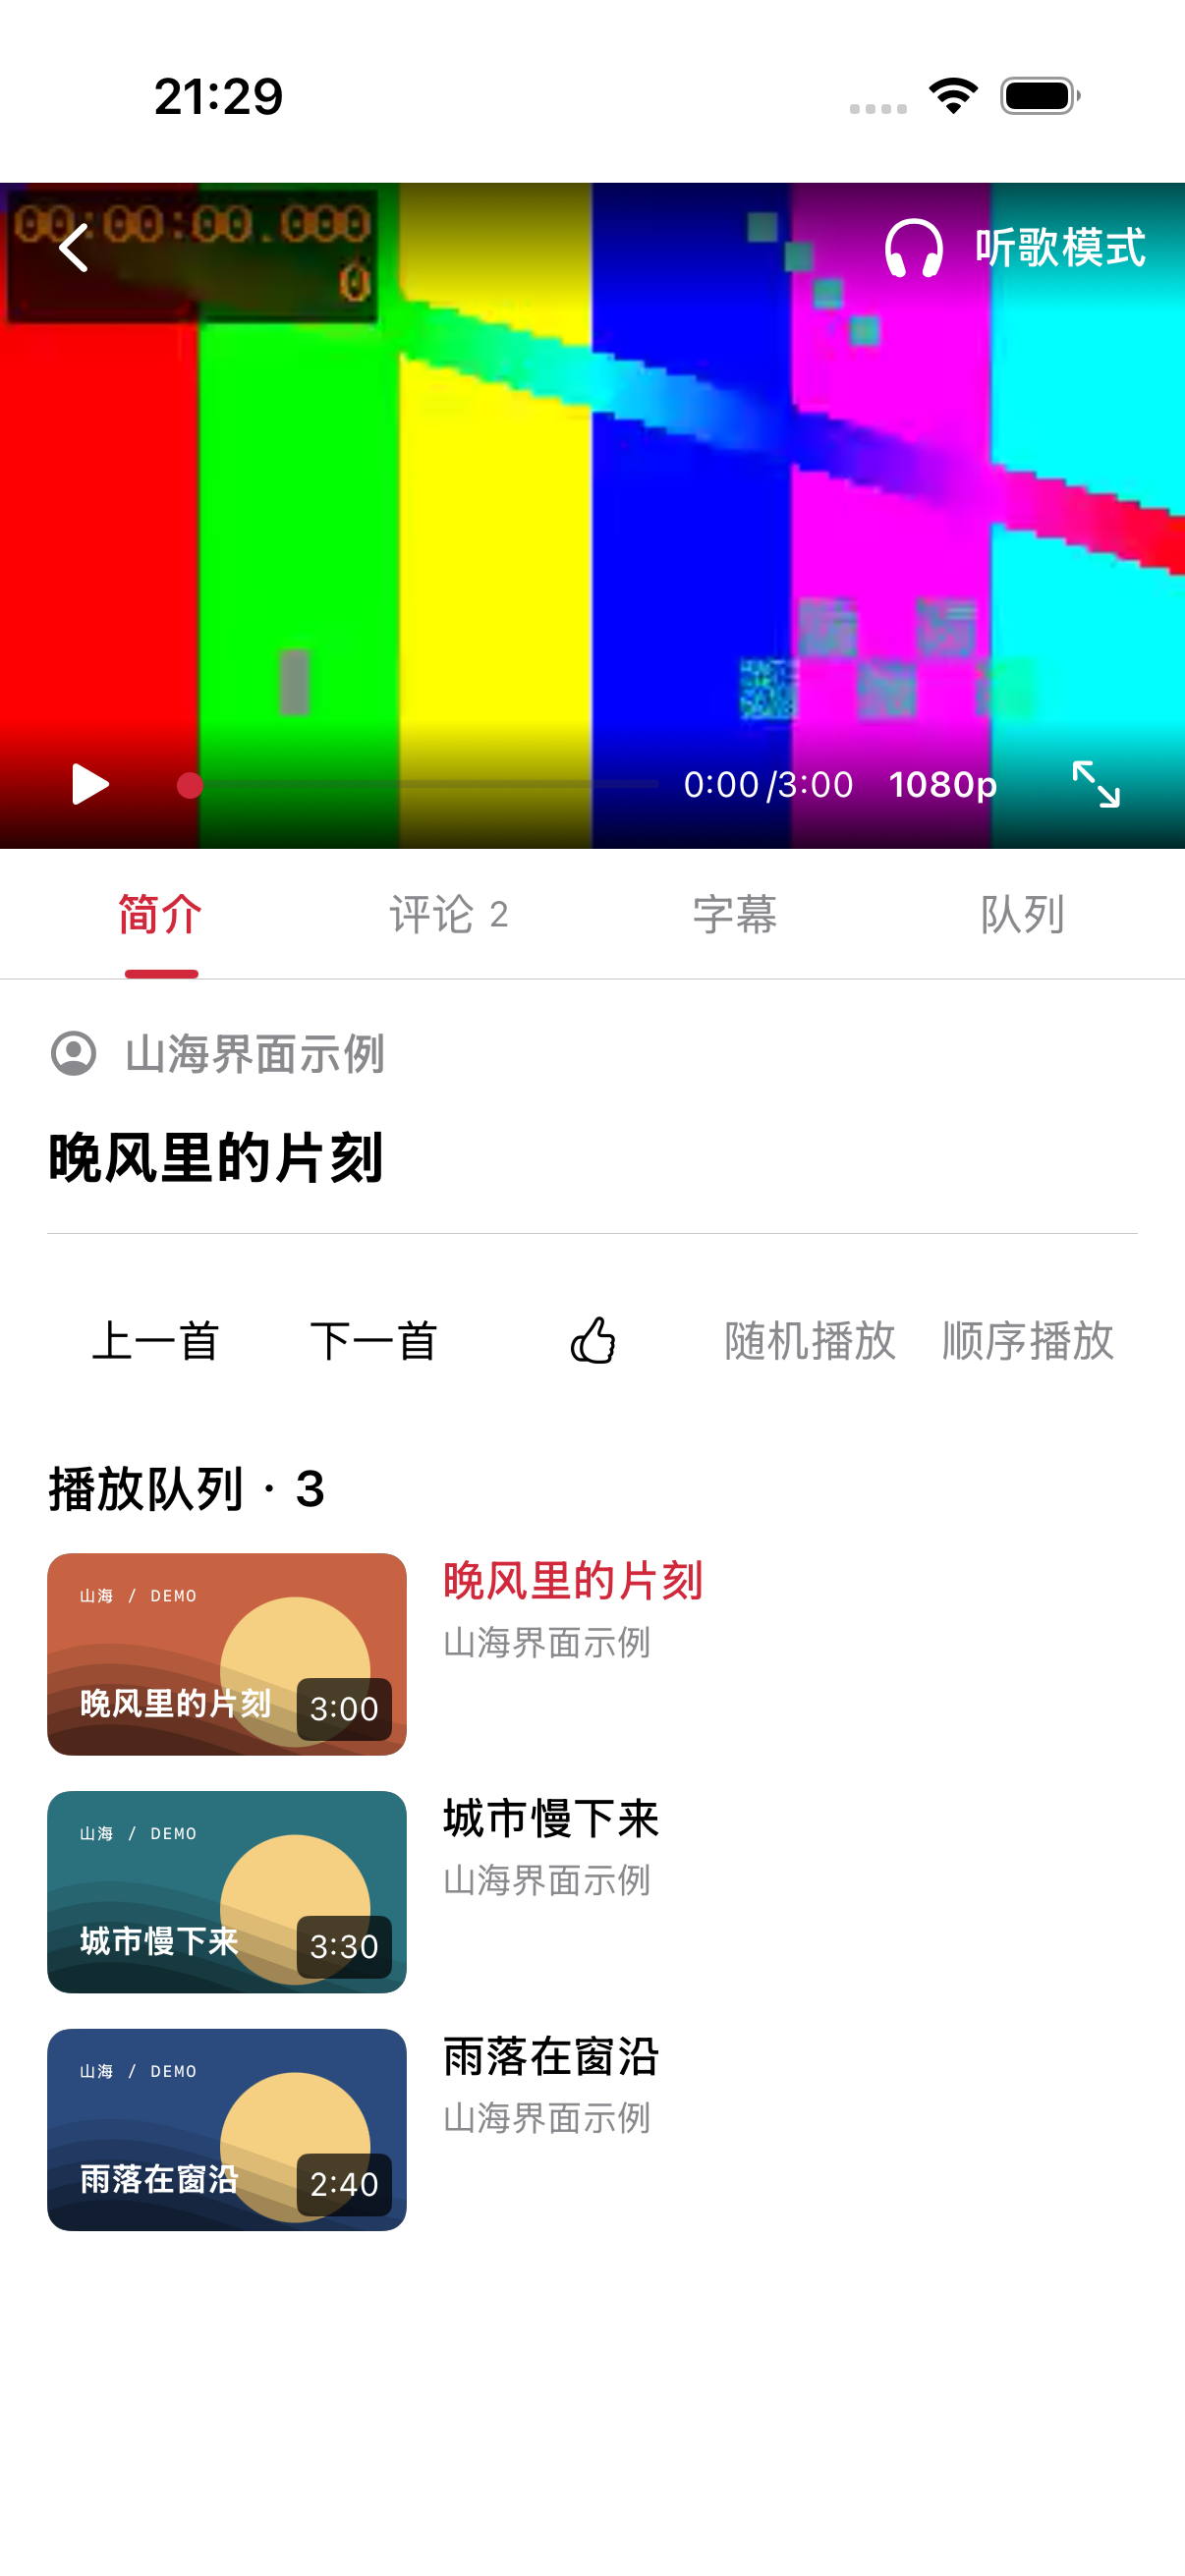 21:29
00:00:00.000
0
听歌模式
0:00/3:00 1080p
简介 评论 2 字幕 队列
山海界面示例
晚风里的片刻
上一首 下一首 随机播放 顺序播放
播放队列 · 3
山海 / DEMO
晚风里的片刻 3:00
晚风里的片刻
山海界面示例
山海 / DEMO
城市慢下来 3:30
城市慢下来
山海界面示例
山海 / DEMO
雨落在窗沿 2:40
雨落在窗沿
山海界面示例